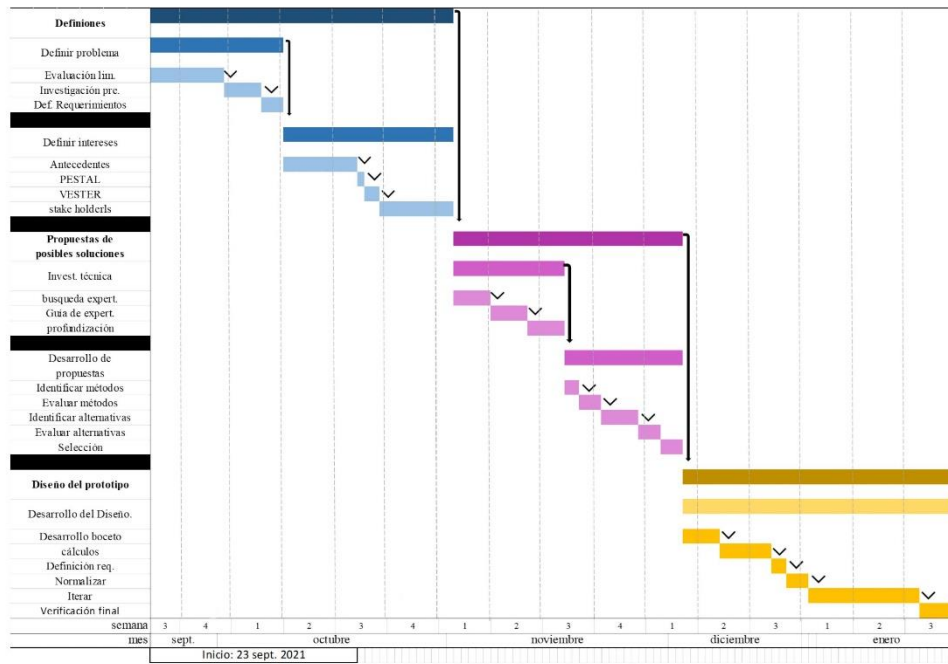 Definiones
Definir problema
Evaluación lim.
Investigación pre.
Def. Requerimientos
Definir intereses
Antecedentes
PESTAL
VESTER
stake holderls
Propuestas de
posibles soluciones
Invest. técnica
busqueda expert.
Guía de expert.
profundización
Desarrollo de
propuestas
Identificar métodos
Evaluar métodos
Identificar alternativas
Evaluar alternativas
Selección
Diseño del prototipo
Desarrollo del Diseño.
Desarrollo boceto
cálculos
Definición req.
Normalizar
Iterar
Verificación final
semana 3 4 1 2 3 4 1 2 3 4 1 2 3 1 2 3
mes sept. octubre noviembre diciembre enero
Inicio: 23 sept. 2021